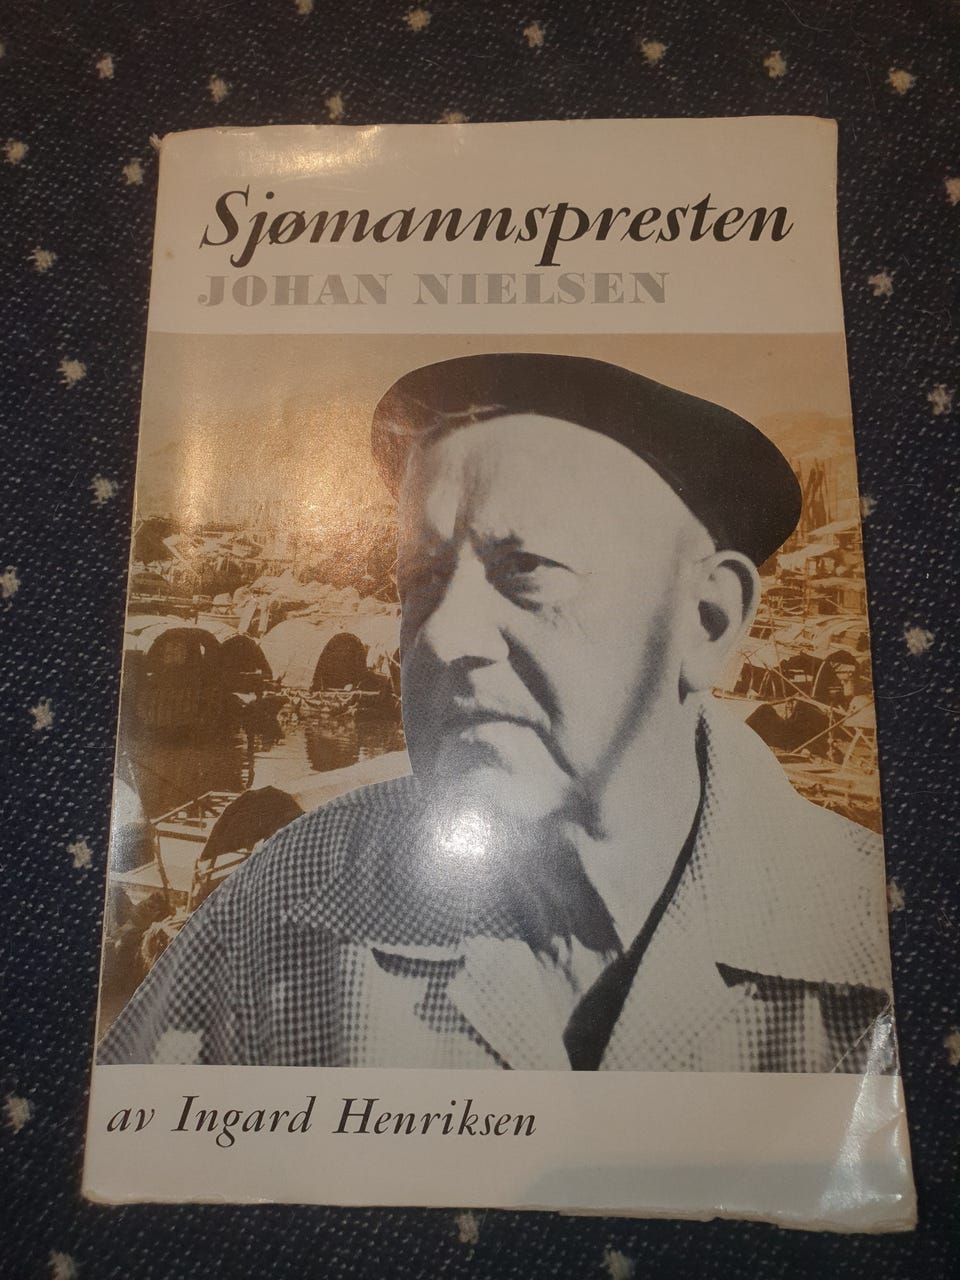 Sjømannspresten
JOHAN NIELSEN
av Ingard Henriksen